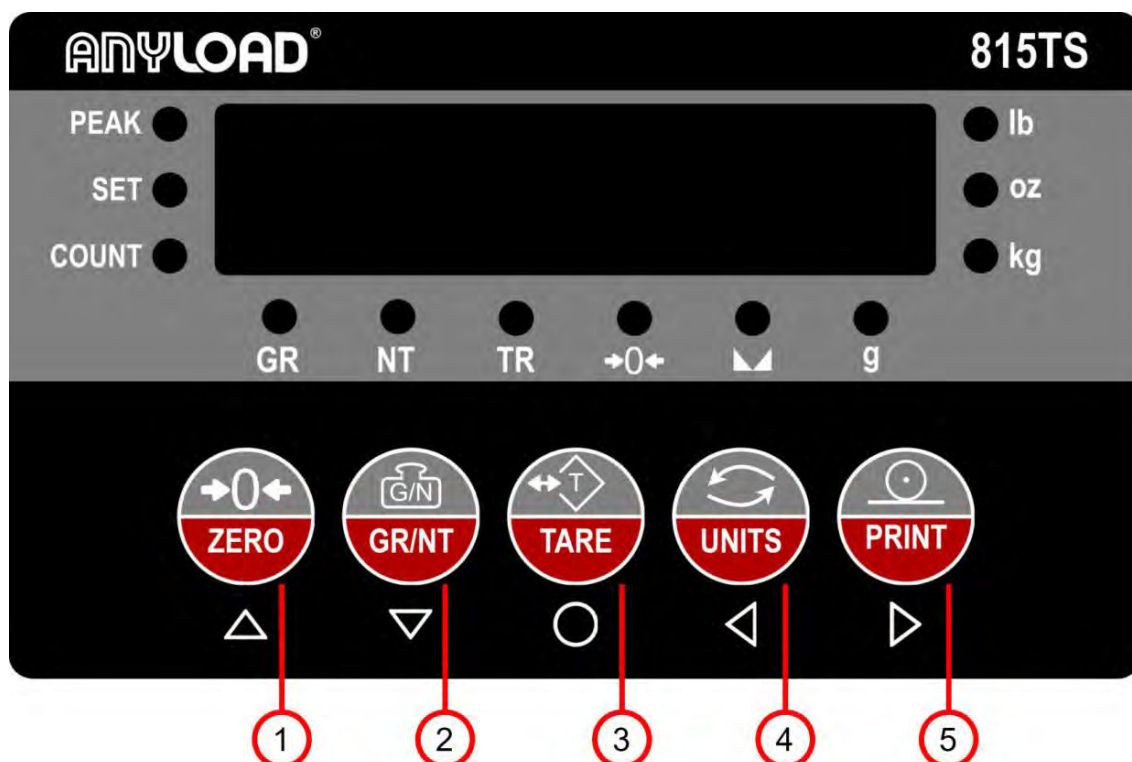 ANYLOAD® 815TS
PEAK lb
SET oz
COUNT kg
GR NT TR →0← g
→0← G/N T
ZERO GR/NT TARE UNITS PRINT
1 2 3 4 5